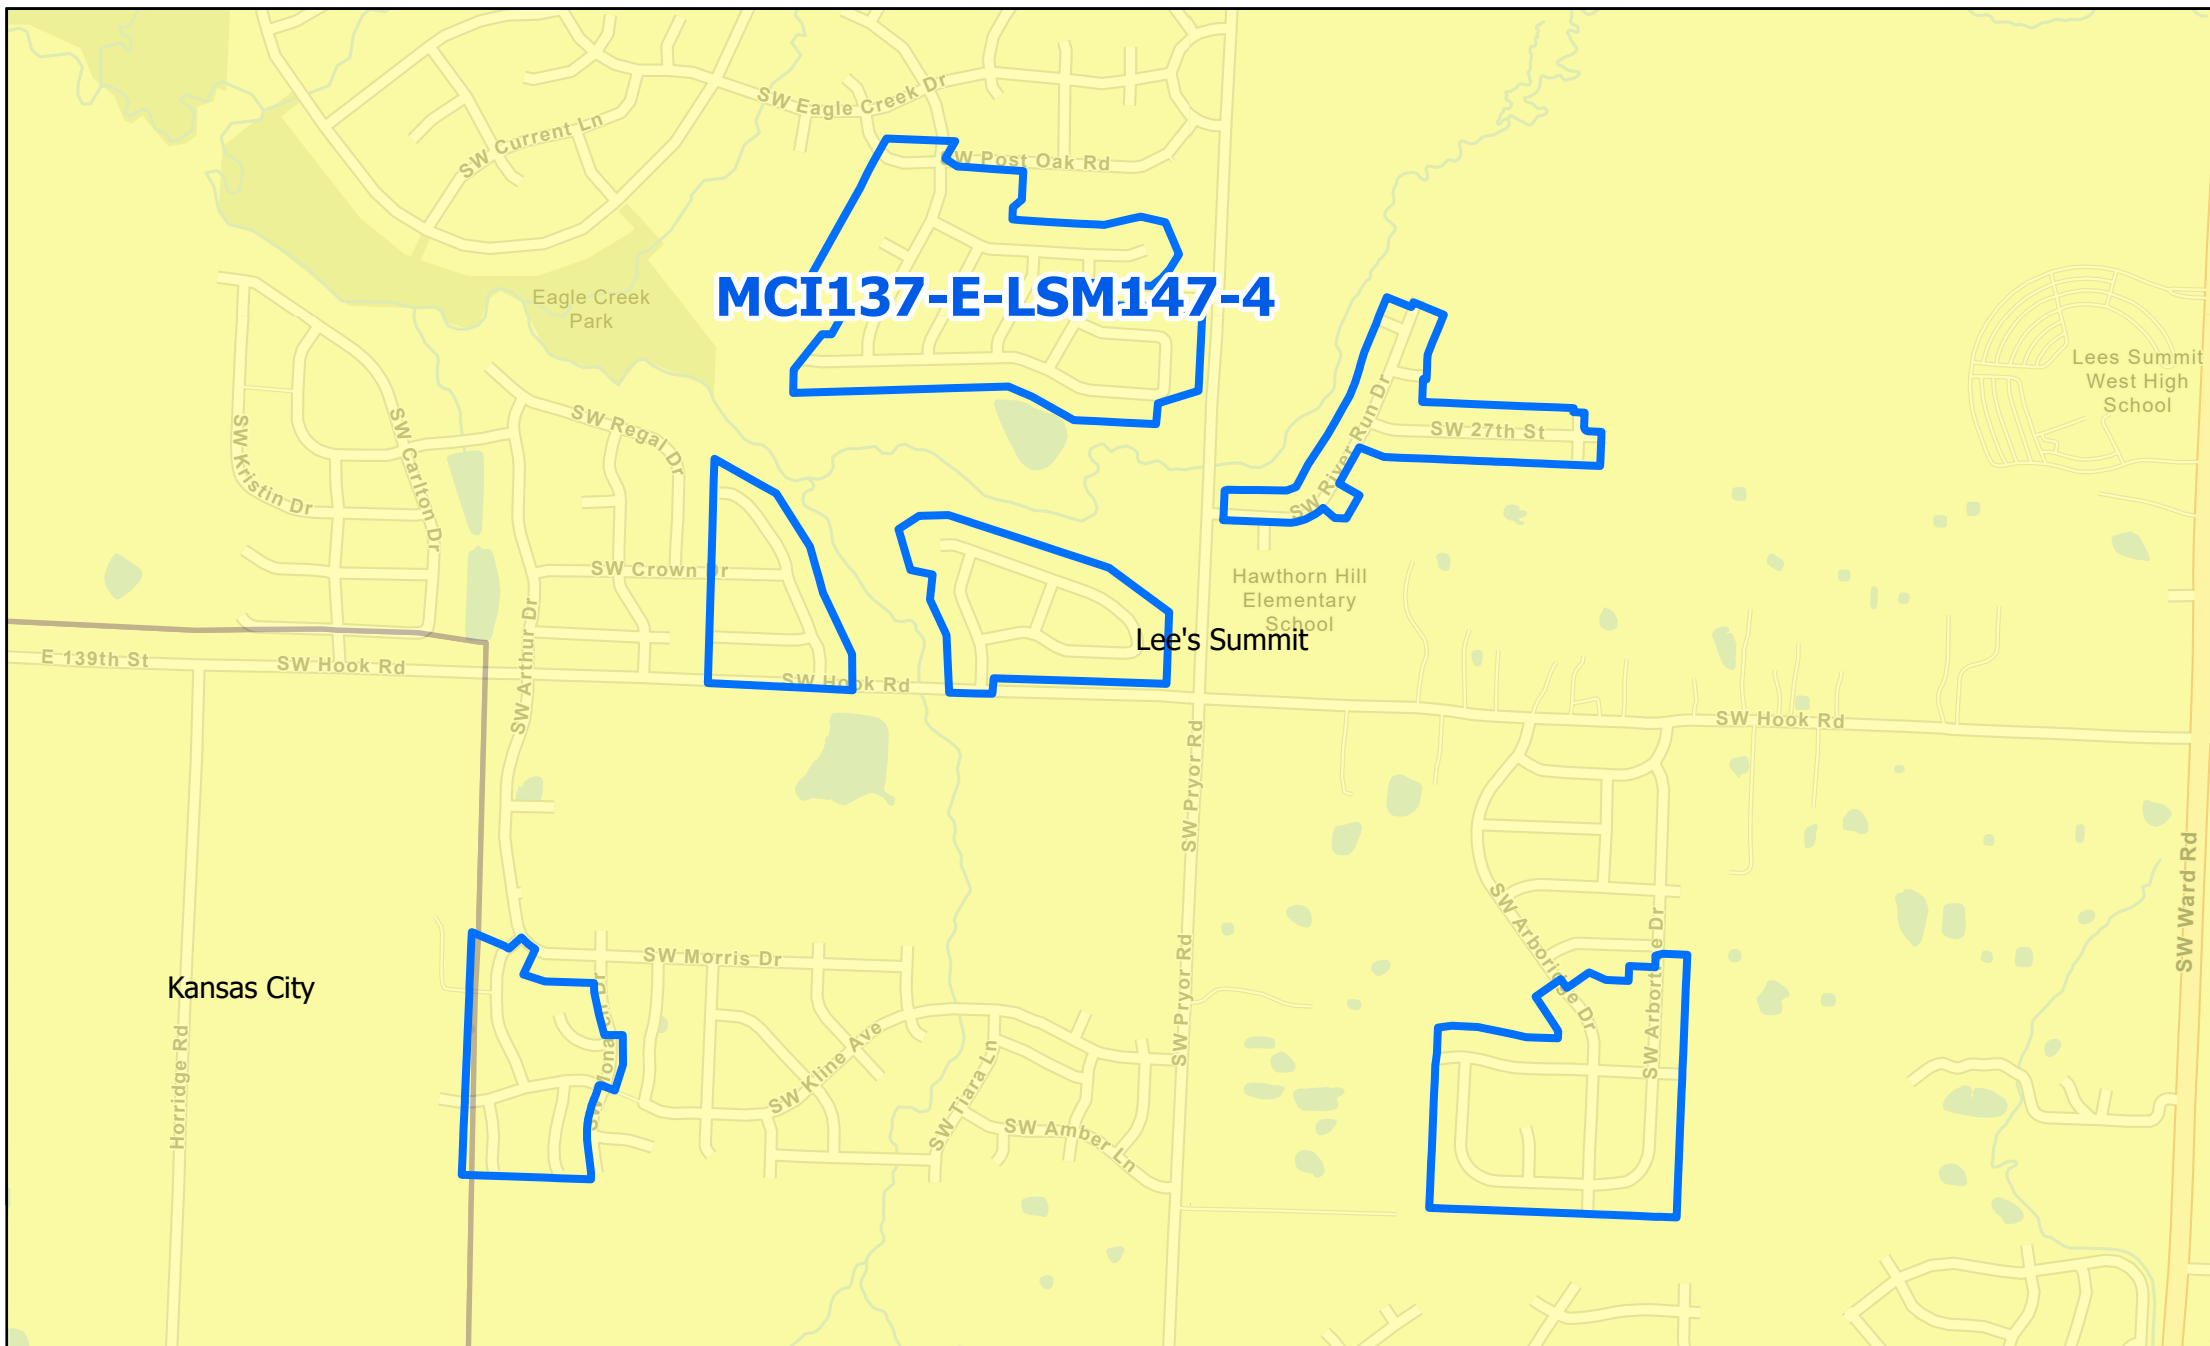 SW Eagle Creek Dr
SW Current Ln
SW Post Oak Rd
Eagle Creek
Park
MCI137-E-LSM147-4
Lees Summit
West High
School
SW Regal Dr
SW Carlton Dr
SW Kristin Dr
SW River Run Dr
SW 27th St
SW Crown Dr
Hawthorn Hill
Elementary
School
Lee's Summit
SW Arthur Dr
E 139th St
SW Hook Rd
SW Hook Rd
SW Hook Rd
SW Pryor Rd
SW Ward Rd
SW Arboridge Dr
SW Morris Dr
Kansas City
SW Pryor Rd
Horridge Rd
SW Kline Ave
SW Tiara Ln
SW Amber Ln